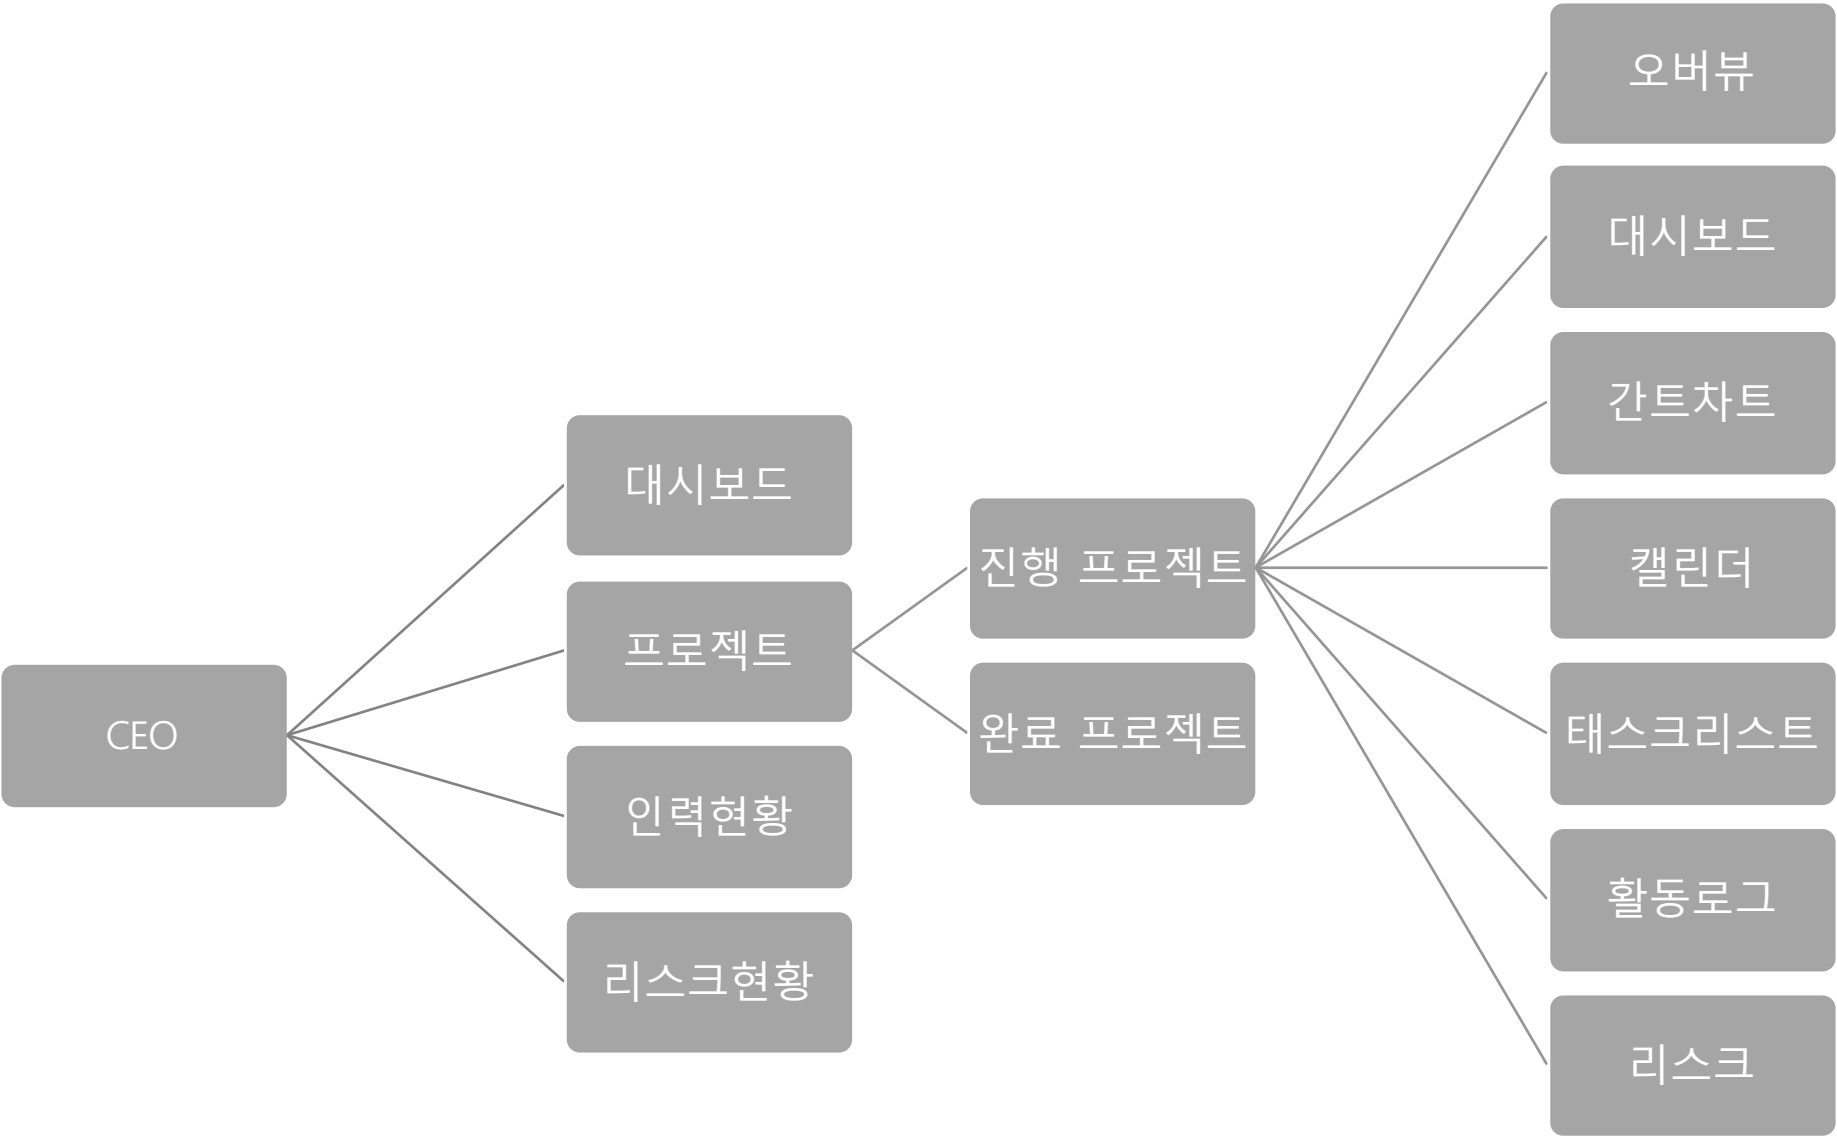 CEO
대시보드
프로젝트
인력현황
리스크현황
진행 프로젝트
완료 프로젝트
오버뷰
대시보드
간트차트
캘린더
태스크리스트
활동로그
리스크